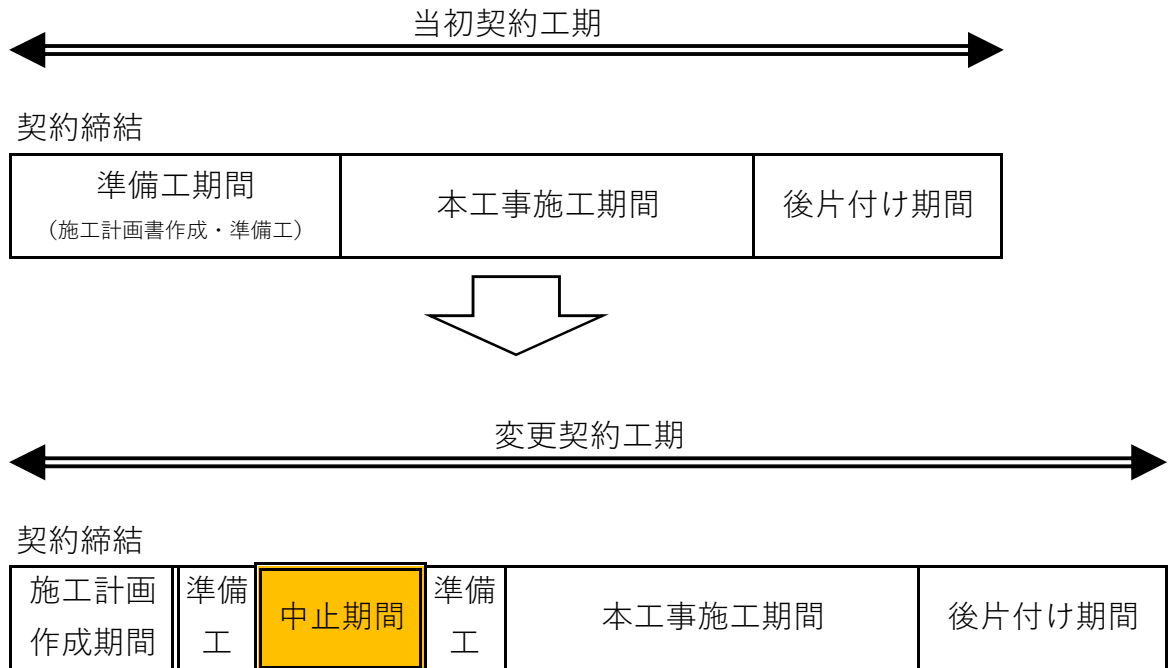 当初契約工期
契約締結
準備工期間
（施工計画書作成・準備工）
本工事施工期間
後片付け期間
変更契約工期
契約締結
施工計画
作成期間
準備
工
中止期間
準備
工
本工事施工期間
後片付け期間